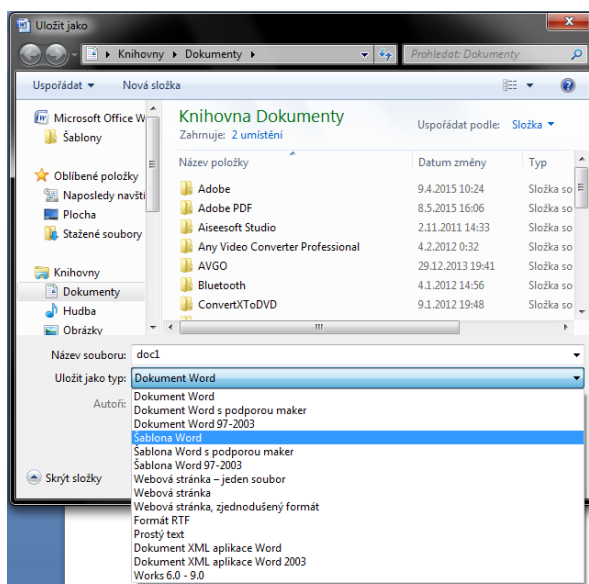 Uložit jako
Knihovny
Dokumenty
Prohledat: Dokumenty
Uspořádat
Nová složka
Microsoft Office W
Šablony
Oblíbené položky
Naposledy navští
Plocha
Stažené soubory
Knihovny
Dokumenty
Hudba
Obrázky
Knihovna Dokumenty
Zahrnuje: 2 umístění
Uspořádat podle: Složka
Název položky Datum změny Typ
Adobe 9.4.2015 10:24 Složka so
Adobe PDF 8.5.2015 16:06 Složka so
Aiseesoft Studio 2.11.2011 14:33 Složka so
Any Video Converter Professional 4.2.2012 0:32 Složka so
AVGO 29.12.2013 19:41 Složka so
Bluetooth 4.1.2012 14:56 Složka so
ConvertXToDVD 9.1.2012 19:48 Složka so
Název souboru: doc1
Uložit jako typ: Dokument Word
Autoři:
Dokument Word
Dokument Word s podporou maker
Dokument Word 97-2003
Šablona Word
Šablona Word s podporou maker
Šablona Word 97-2003
Webová stránka – jeden soubor
Webová stránka
Webová stránka, zjednodušený formát
Formát RTF
Prostý text
Dokument XML aplikace Word
Dokument XML aplikace Word 2003
Works 6.0 - 9.0
Skrýt složky